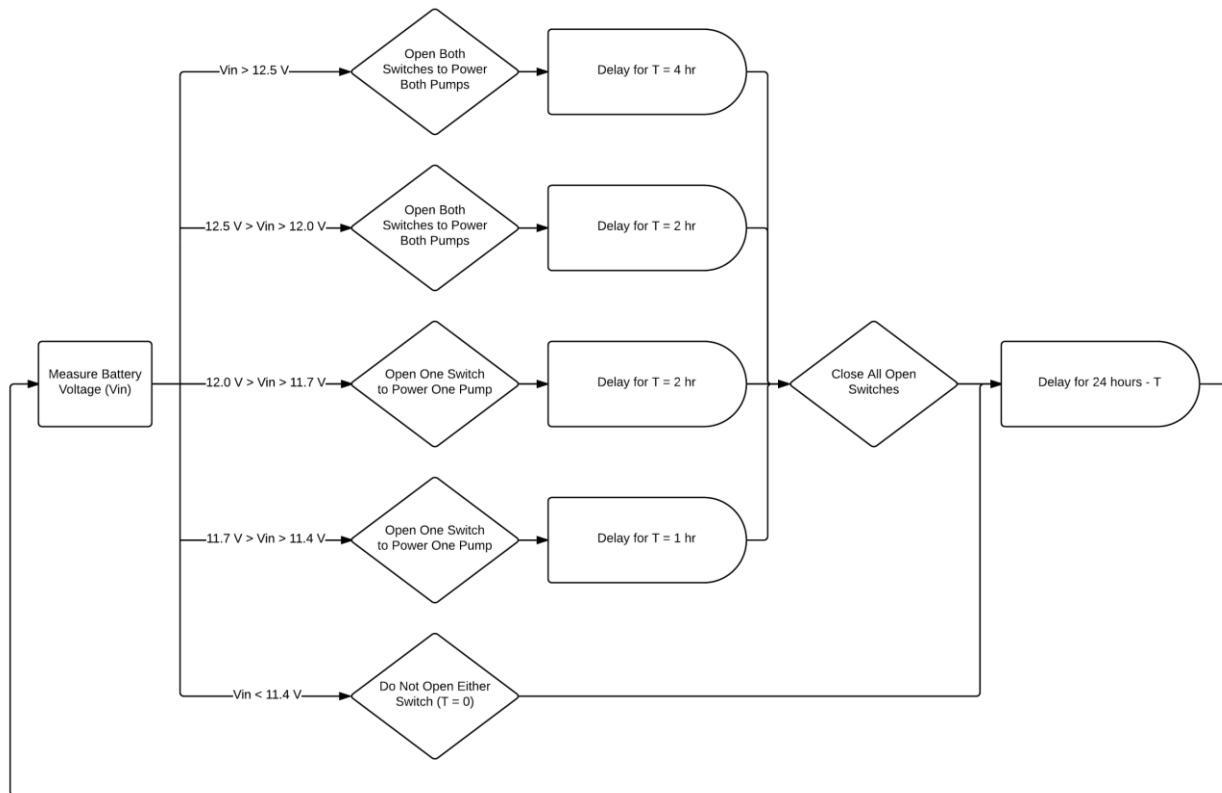 Vin > 12.5 V
Open Both
Switches to Power
Both Pumps
Delay for T = 4 hr
12.5 V > Vin > 12.0 V
Open Both
Switches to Power
Both Pumps
Delay for T = 2 hr
Measure Battery
Voltage (Vin)
12.0 V > Vin > 11.7 V
Open One Switch
to Power One Pump
Delay for T = 2 hr
Close All Open
Switches
Delay for 24 hours - T
11.7 V > Vin > 11.4 V
Open One Switch
to Power One Pump
Delay for T = 1 hr
Vin < 11.4 V
Do Not Open Either
Switch (T = 0)